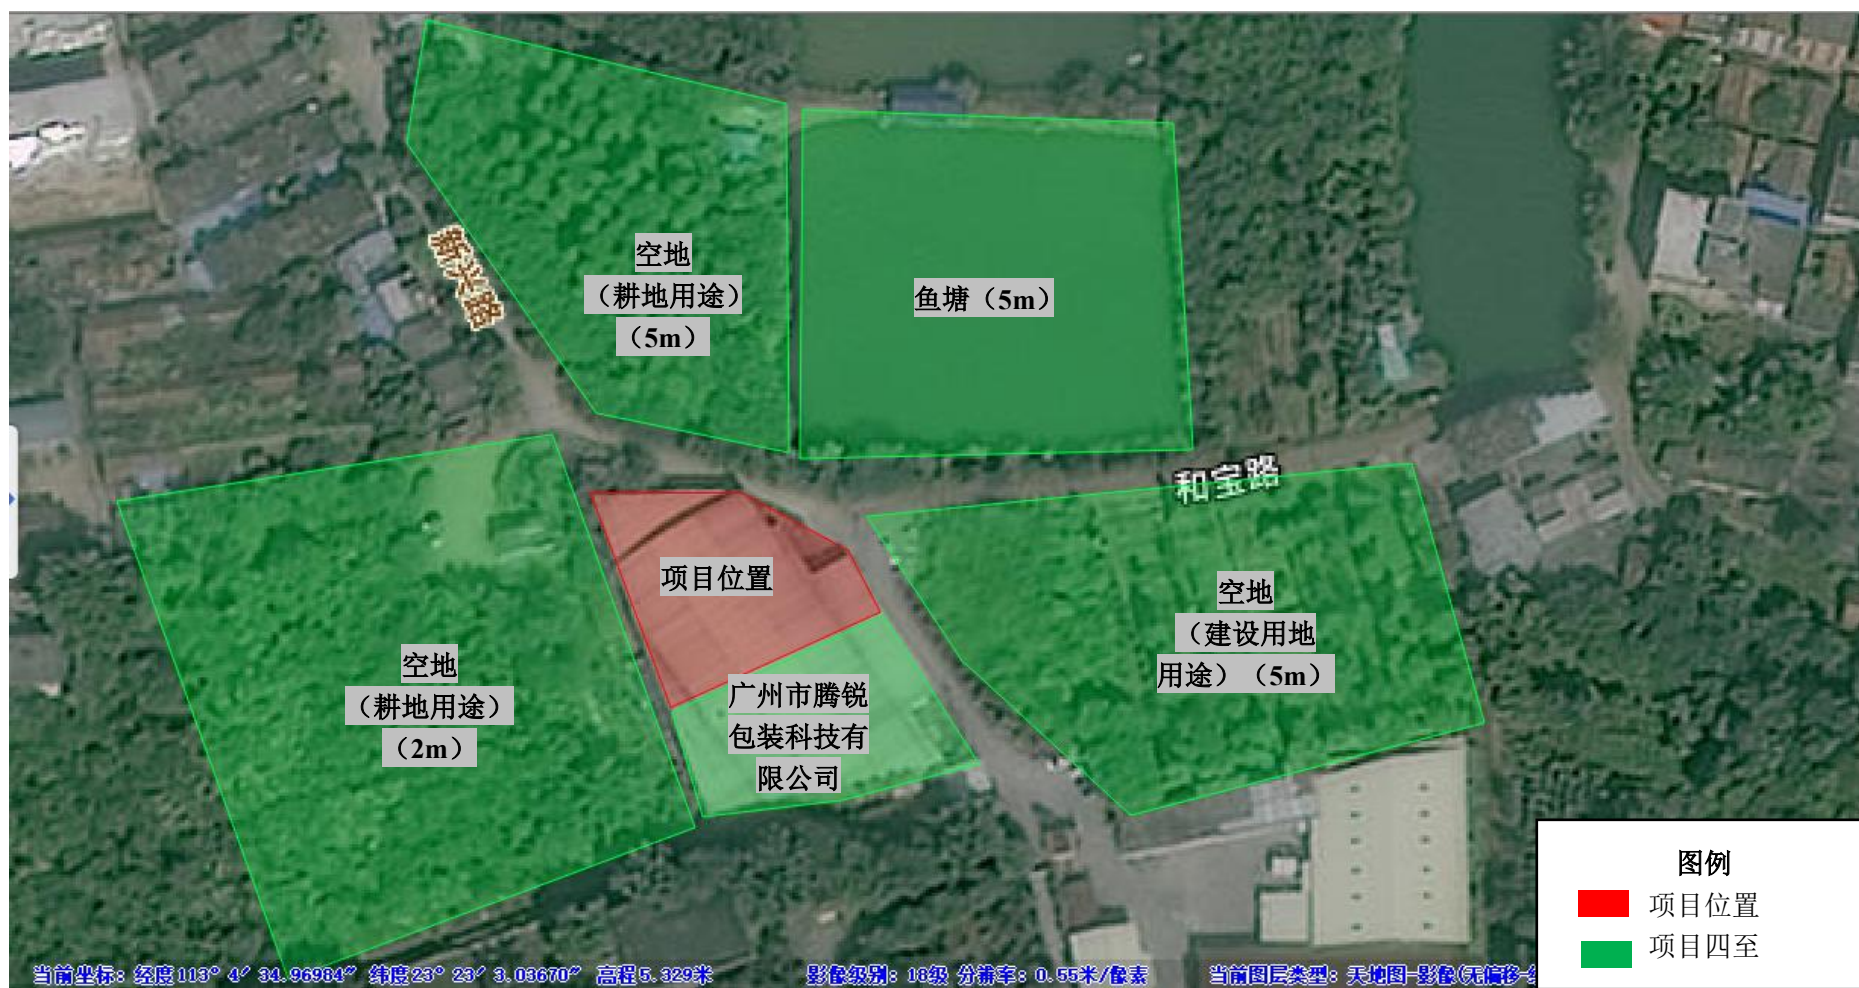 新兴路
空地
（耕地用途）
（5m）
鱼塘（5m）
和宝路
项目位置
空地
（建设用地
用途）（5m）
空地
（耕地用途）
（2m）
广州市腾锐
包装科技有
限公司
图例
项目位置
项目四至
当前坐标：经度113° 4′ 34.96984″ 纬度23° 23′ 3.03670″ 高程5.329米
影像级别：18级 分辨率：0.55米/像素
当前图层类型：天地图-影像(无偏移-